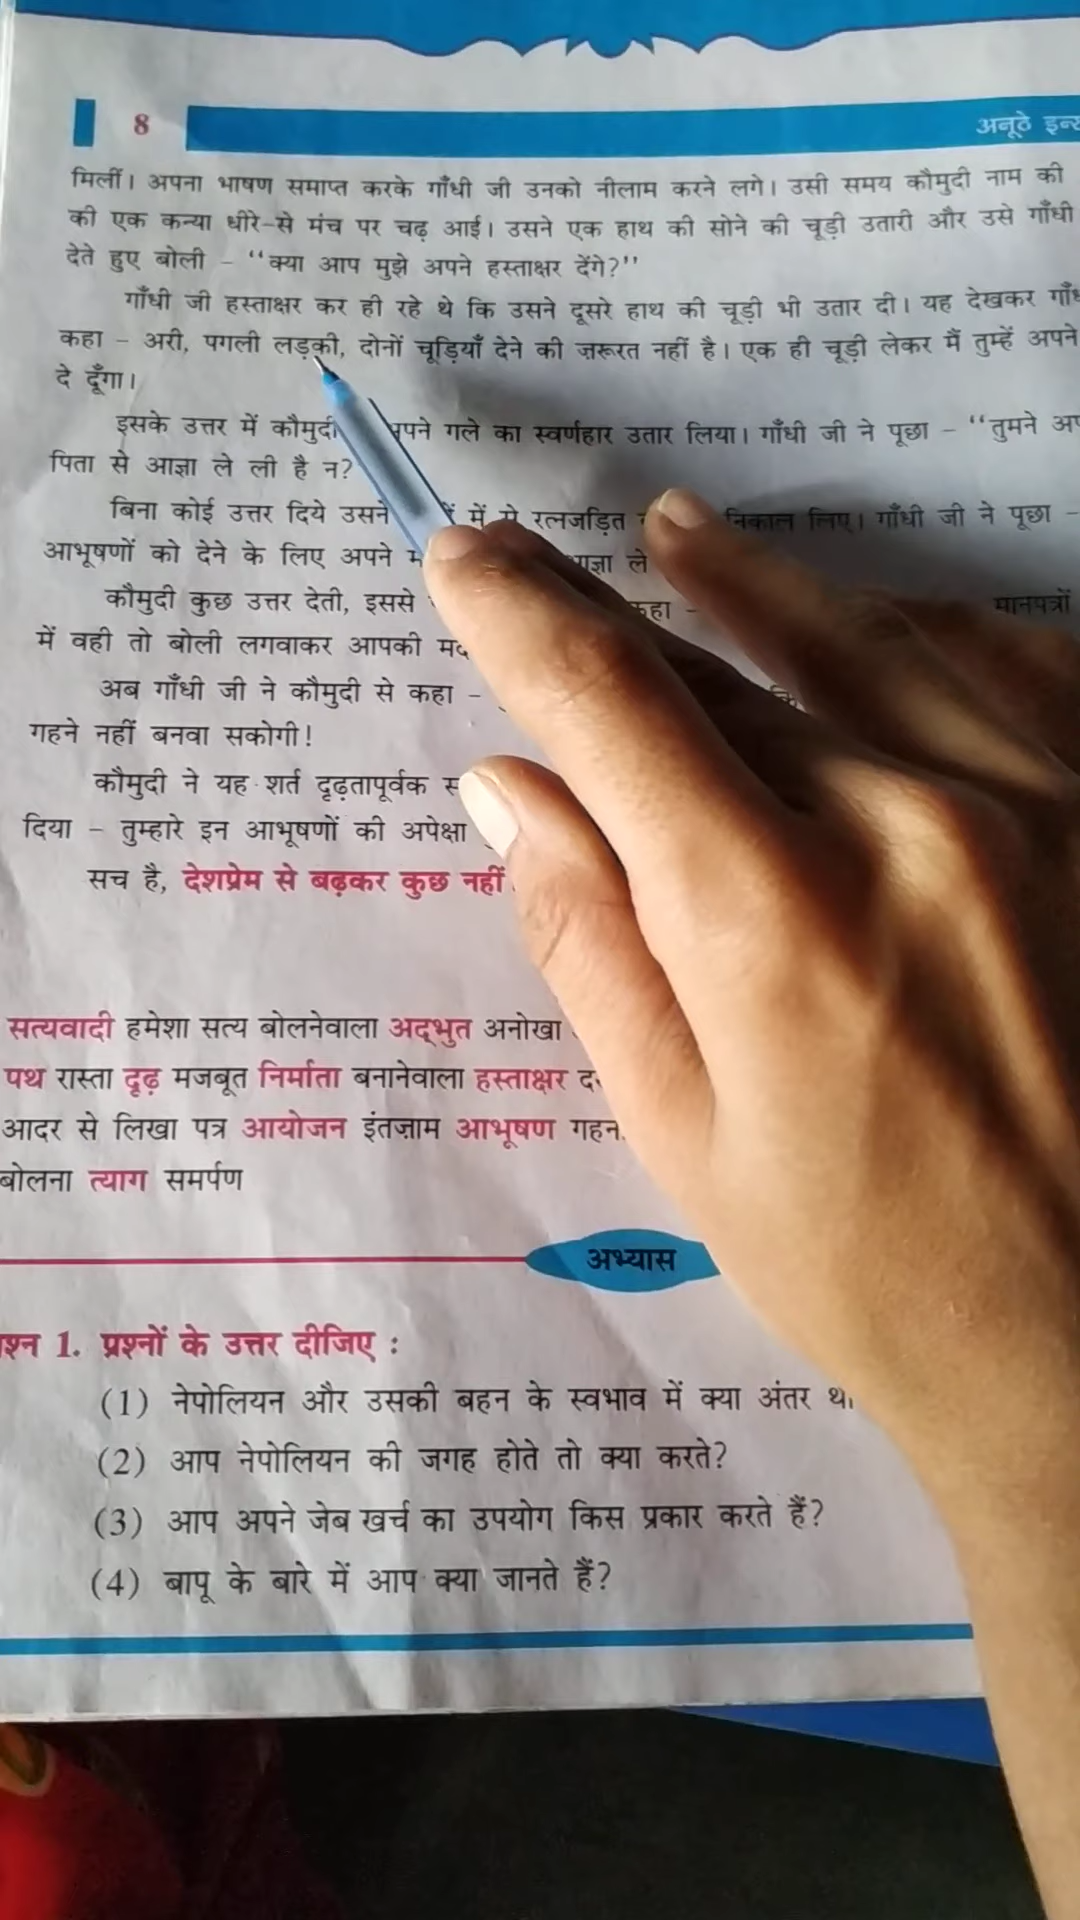 8
अनूठे
मिलीं। अपना भाषण समाप्त करके गाँधी जी उनको नीलाम करने लगे। उसी समय कौमुदी नाम की
की एक कन्या धीरे-से मंच पर चढ़ आई। उसने एक हाथ की सोने की चूड़ी उतारी और उसे गाँधी
देते हुए बोली - “क्या आप मुझे अपने हस्ताक्षर देंगे?”
गाँधी जी हस्ताक्षर कर ही रहे थे कि उसने दूसरे हाथ की चूड़ी भी उतार दी। यह देखकर
कहा - अरी, पगली लड़की, दोनों चूड़ियाँ देने की ज़रूरत नहीं है। एक ही चूड़ी लेकर मैं तुम्हें अपने
दे दूँगा।
इसके उत्तर में कौमुदी गले का स्वर्णहार उतार लिया। गाँधी जी ने पूछा - “तुमने
पिता से आज्ञा ले ली है न?
बिना कोई उत्तर दिये उसने में से रत्नजड़ित निकाल लिए। गाँधी जी ने पूछा -
आभूषणों को देने के लिए अपने ले
कौमुदी कुछ उत्तर देती, इससे - मानपत्रों
में वही तो बोली लगवाकर आपकी
अब गाँधी जी ने कौमुदी से कहा -
गहने नहीं बनवा सकोगी!
कौमुदी ने यह शर्त दृढ़तापूर्वक
दिया - तुम्हारे इन आभूषणों की अपेक्षा
सच है, देशप्रेम से बढ़कर कुछ नहीं
सत्यवादी हमेशा सत्य बोलनेवाला अद्भुत अनोखा
पथ रास्ता दृढ़ मजबूत निर्माता बनानेवाला हस्ताक्षर
आदर से लिखा पत्र आयोजन इंतज़ाम आभूषण
बोलना त्याग समर्पण
अभ्यास
1. प्रश्नों के उत्तर दीजिए :
(1) नेपोलियन और उसकी बहन के स्वभाव में क्या अंतर
(2) आप नेपोलियन की जगह होते तो क्या करते?
(3) आप अपने जेब खर्च का उपयोग किस प्रकार करते हैं?
(4) बापू के बारे में आप क्या जानते हैं?